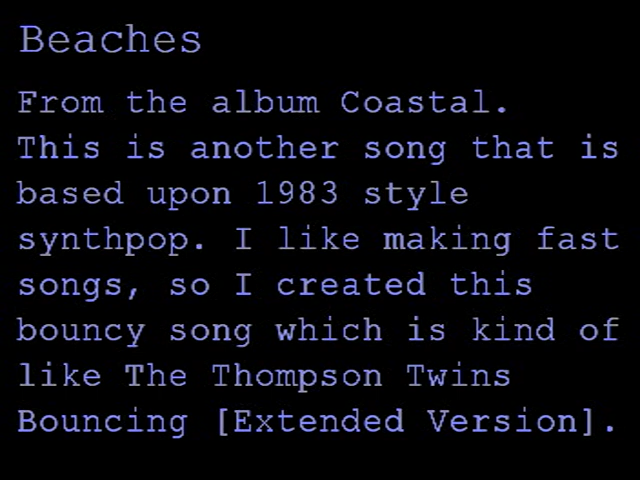 Beaches
From the album Coastal.
This is another song that is
based upon 1983 style
synthpop. I like making fast
songs, so I created this
bouncy song which is kind of
like The Thompson Twins
Bouncing [Extended Version].